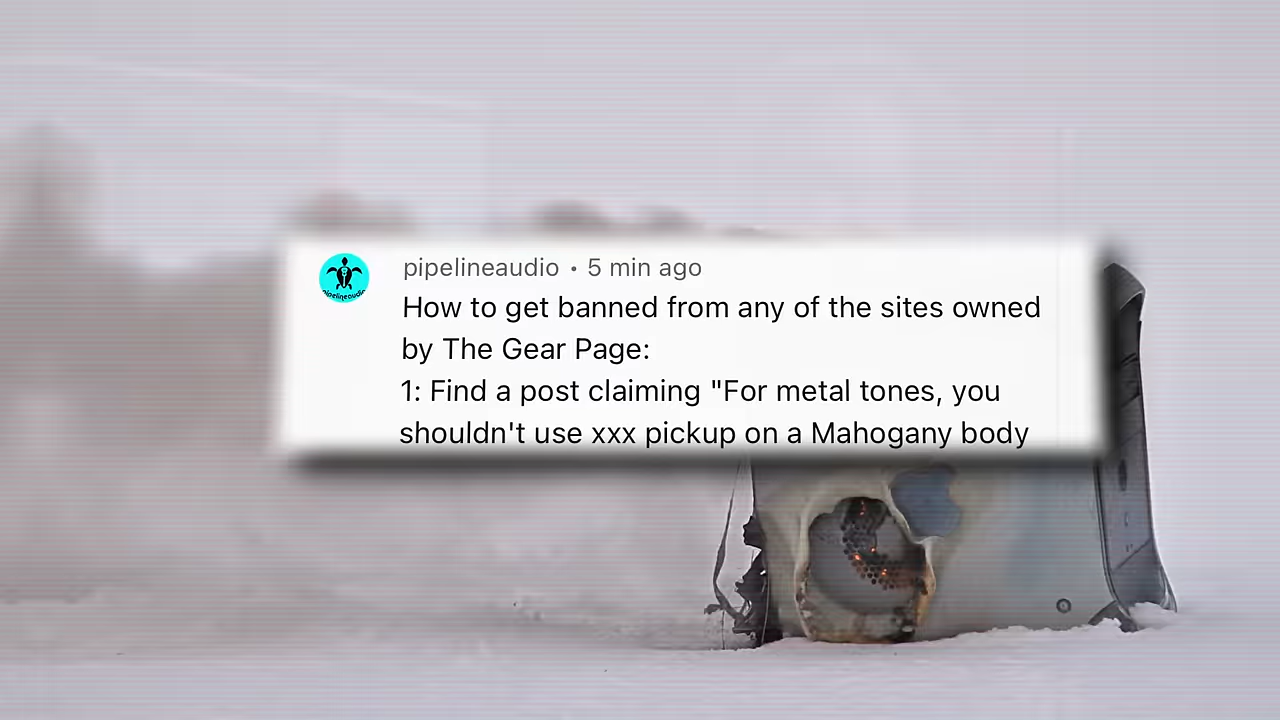 pipelineaudio • 5 min ago
How to get banned from any of the sites owned
by The Gear Page:
1: Find a post claiming "For metal tones, you
shouldn't use xxx pickup on a Mahogany body
pipelineaudio